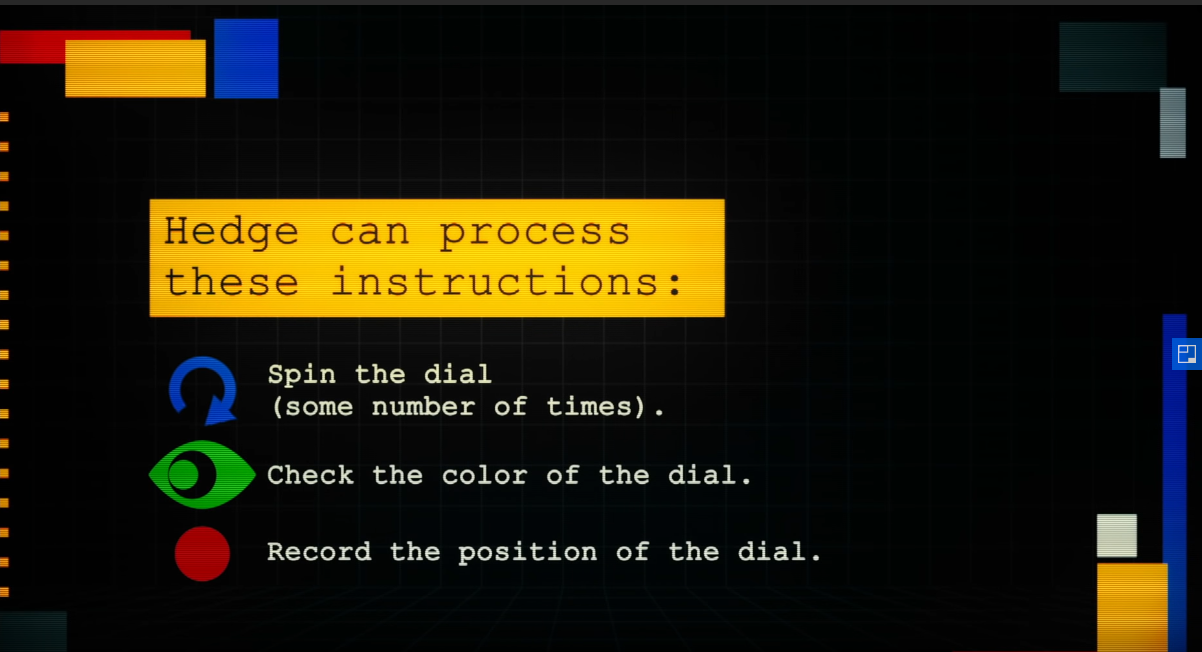 Hedge can process
these instructions:
Spin the dial
(some number of times).
Check the color of the dial.
Record the position of the dial.